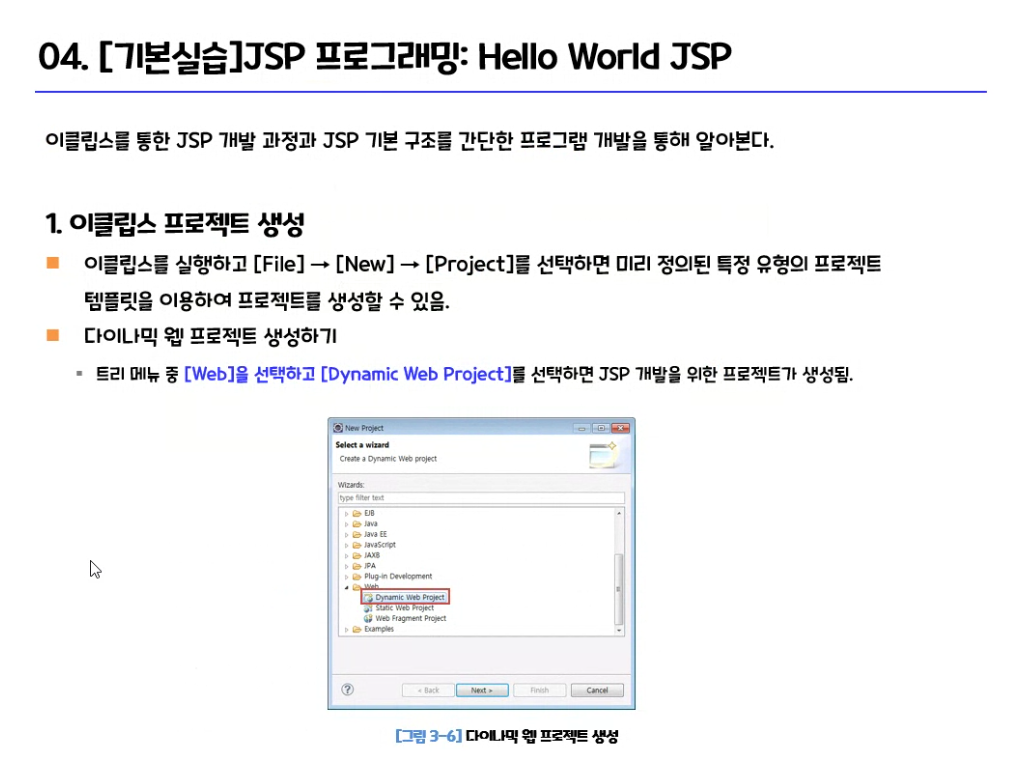 04. [기본실습]JSP 프로그래밍: Hello World JSP
이클립스를 통한 JSP 개발 과정과 JSP 기본 구조를 간단한 프로그램 개발을 통해 알아본다.
1. 이클립스 프로젝트 생성
■ 이클립스를 실행하고 [File] → [New] → [Project]를 선택하면 미리 정의된 특정 유형의 프로젝트
템플릿을 이용하여 프로젝트를 생성할 수 있음.
■ 다이나믹 웹 프로젝트 생성하기
▪ 트리 메뉴 중 [Web]을 선택하고 [Dynamic Web Project]를 선택하면 JSP 개발을 위한 프로젝트가 생성됨.
New Project
Select a wizard
Create a Dynamic Web project
Wizards:
type filter text
EJB
Java
Java EE
JavaScript
JAXB
JPA
Plug-in Development
Web
Dynamic Web Project
Static Web Project
Web Fragment Project
Examples
? < Back Next > Finish Cancel
[그림 3-6] 다이나믹 웹 프로젝트 생성